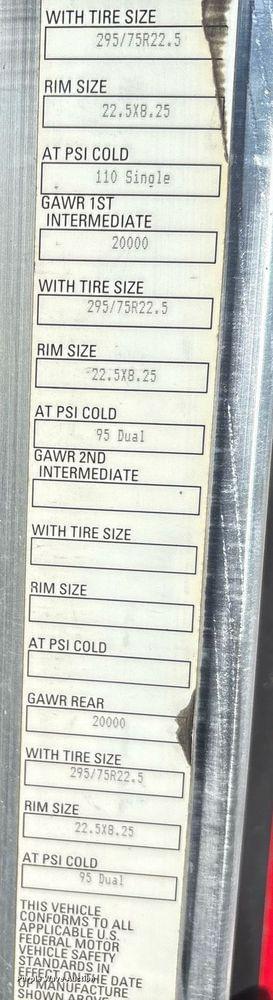 WITH TIRE SIZE
295/75R22.5
RIM SIZE
22.5X8.25
AT PSI COLD
110 Single
GAWR 1ST
INTERMEDIATE
20000
WITH TIRE SIZE
295/75R22.5
RIM SIZE
22.5X8.25
AT PSI COLD
95 Dual
GAWR 2ND
INTERMEDIATE
WITH TIRE SIZE
RIM SIZE
AT PSI COLD
GAWR REAR
20000
WITH TIRE SIZE
295/75R22.5
RIM SIZE
22.5X8.25
AT PSI COLD
95 Dual
THIS VEHICLE
CONFORMS TO ALL
APPLICABLE U.S.
FEDERAL MOTOR
VEHICLE SAFETY
STANDARDS IN
EFFECT ON THE DATE
OF MANUFACTURE
SHOWN ABOVE